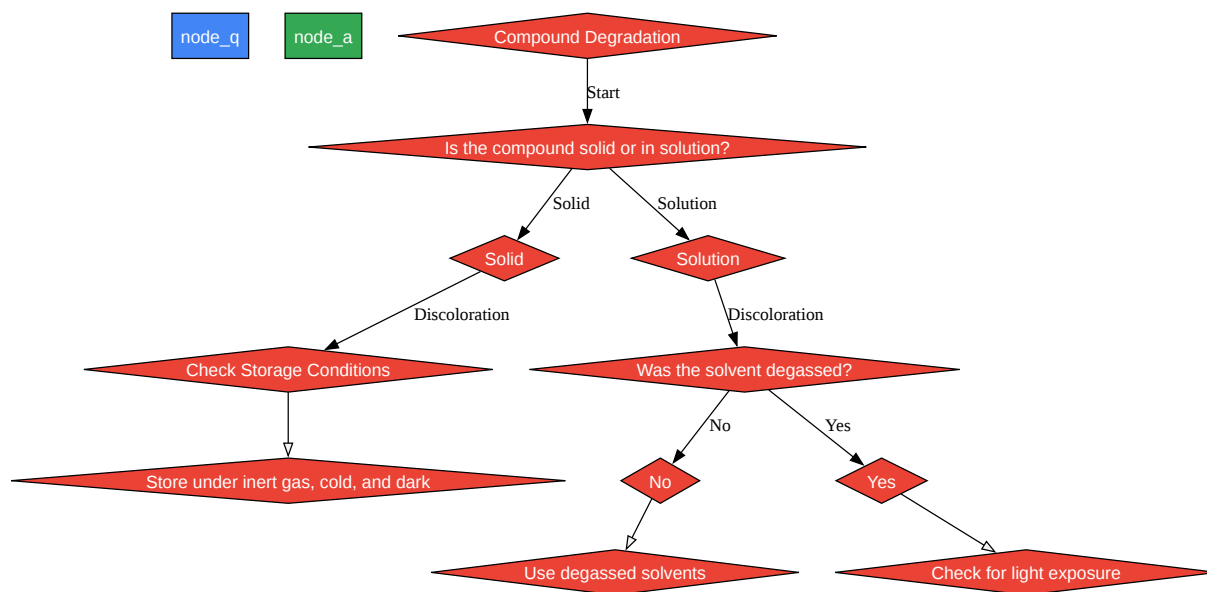 node_q
node_a
Compound Degradation
Start
Is the compound solid or in solution?
Solid
Solution
Solid
Solution
Discoloration
Discoloration
Check Storage Conditions
Was the solvent degassed?
No
Yes
Store under inert gas, cold, and dark
No
Yes
Use degassed solvents
Check for light exposure